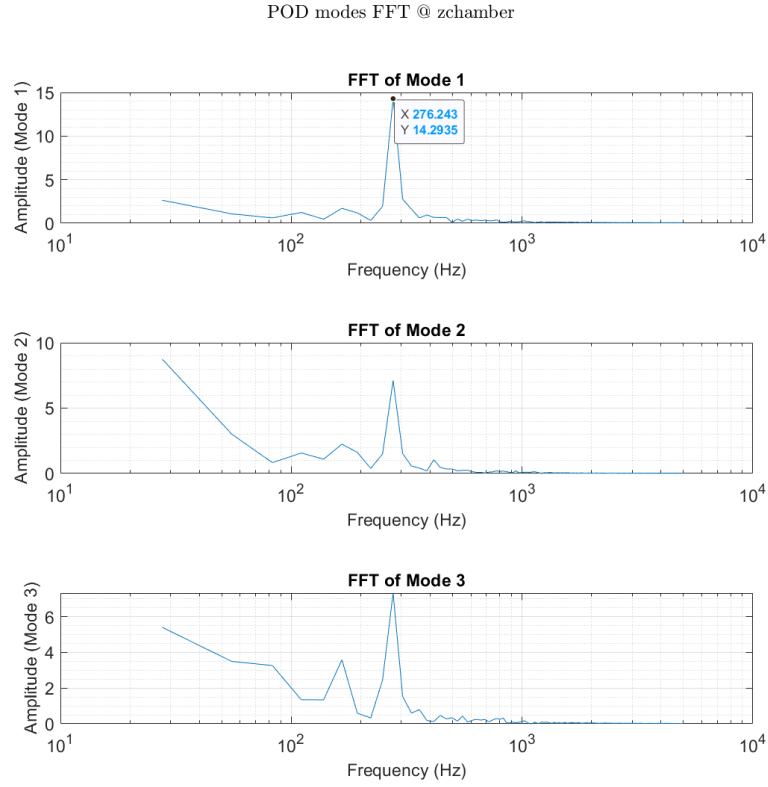 POD modes FFT @ zchamber
FFT of Mode 1
Amplitude (Mode 1)
15
10
5
0
X 276.243
Y 14.2935
10^1 10^2 10^3 10^4
Frequency (Hz)
FFT of Mode 2
Amplitude (Mode 2)
10
5
0
10^1 10^2 10^3 10^4
Frequency (Hz)
FFT of Mode 3
Amplitude (Mode 3)
6
4
2
0
10^1 10^2 10^3 10^4
Frequency (Hz)